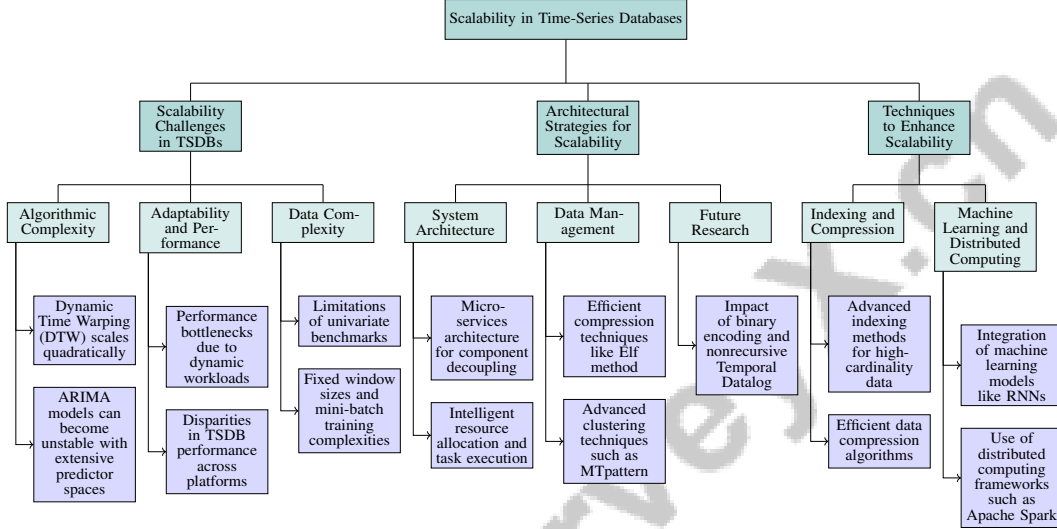 Scalability in Time-Series Databases
Scalability
Challenges
in TSDBs
Architectural
Strategies for
Scalability
Techniques
to Enhance
Scalability
Algorithmic
Complexity
Adaptability
and Per-
formance
Data Com-
plexity
System
Architecture
Data Man-
agement
Future
Research
Indexing and
Compression
Machine
Learning and
Distributed
Computing
Dynamic
Time Warping
(DTW) scales
quadratically
ARIMA
models can
become
unstable with
extensive
predictor
spaces
Performance
bottlenecks
due to
dynamic
workloads
Disparities
in TSDB
performance
across
platforms
Limitations
of univariate
benchmarks
Fixed window
sizes and
mini-batch
training
complexities
Micro-
services
architecture
for component
decoupling
Intelligent
resource
allocation and
task execution
Efficient
compression
techniques
like Elf
method
Advanced
clustering
techniques
such as
MTpattern
Impact
of binary
encoding and
nonrecursive
Temporal
Datalog
Advanced
indexing
methods
for high-
cardinality
data
Efficient data
compression
algorithms
Integration
of machine
learning
models
like RNNs
Use of
distributed
computing
frameworks
such as
Apache Spark